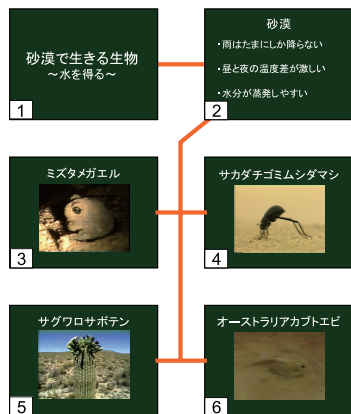 砂漠で生きる生物
～水を得る～
1
砂漠
・雨はたまにしか降らない
・昼と夜の温度差が激しい
・水分が蒸発しやすい
2
ミズタメガエル
3
サカダチゴミムシダマシ
4
サグワロサボテン
5
オーストラリアカブトエビ
6